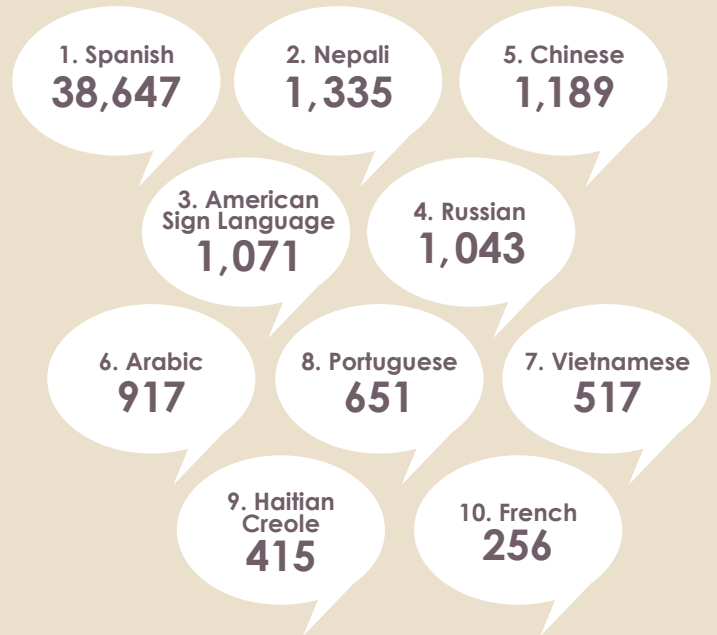 1. Spanish
38,647
2. Nepali
1,335
5. Chinese
1,189
3. American
Sign Language
1,071
4. Russian
1,043
6. Arabic
917
8. Portuguese
651
7. Vietnamese
517
9. Haitian
Creole
415
10. French
256